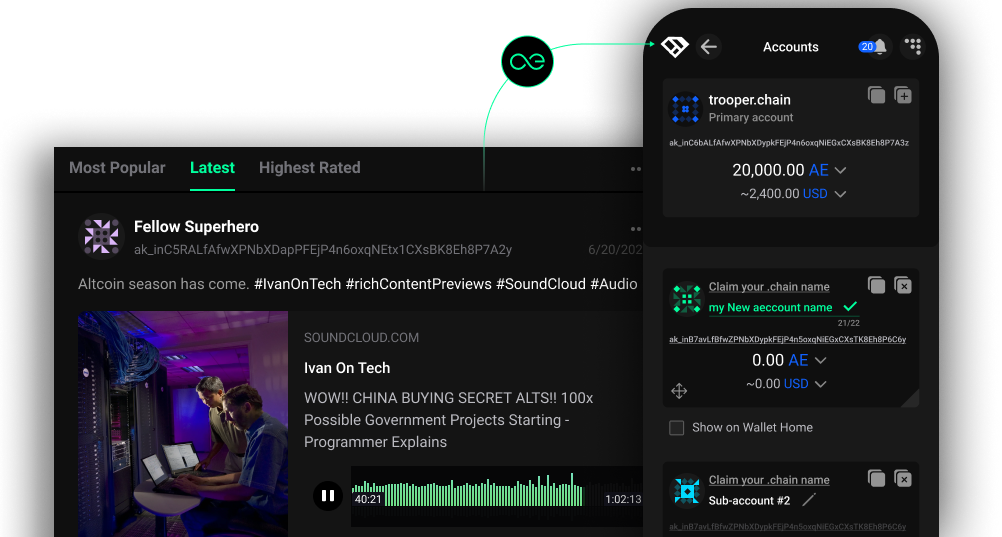 Most Popular Latest Highest Rated
Fellow Superhero
ak_inC5RALfAfwXPNbXDapPFEjP4n6oxqNEtx1CXsBK8Eh8P7A2y 6/20/202
Altcoin season has come. #IvanOnTech #richContentPreviews #SoundCloud #Audio
SOUNDCLOUD.COM
Ivan On Tech
WOW!! CHINA BUYING SECRET ALTS!! 100x
Possible Government Projects Starting -
Programmer Explains
40:21 1:02:13
Accounts 20
trooper.chain
Primary account
ak_inC6bALfAfwXPNbXDypkFEjP4n6oxqNiEGxCXsBK8Eh8P7A3z
20,000.00 AE
~2,400.00 USD
Claim your .chain name
my New aeccount name
21/22
ak_inB7avLfBfwZPNbXDypkFEjP4n5oxqNiEGxCXsTK8Eh8P6C6y
0.00 AE
~0.00 USD
Show on Wallet Home
Claim your .chain name
Sub-account #2
ak_inB7avLfBfwZPNbXDypkFEjP4n5oxqNiEGxCXsTK8Eh8P6C6y